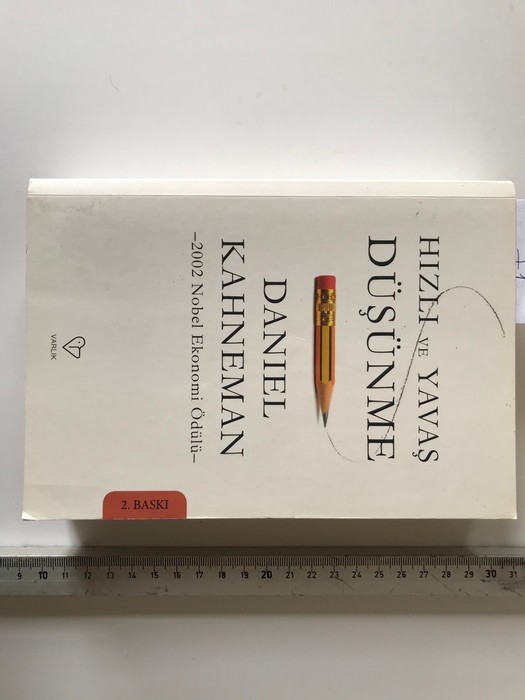 HIZLI VE YAVAŞ
DÜŞÜNME
DANIEL
KAHNEMAN
–2002 Nobel Ekonomi Ödülü–
VARLIK
2. BASKI
9 10 11 12 13 14 15 16 17 18 19 20 21 22 23 24 25 26 27 28 29 30 31